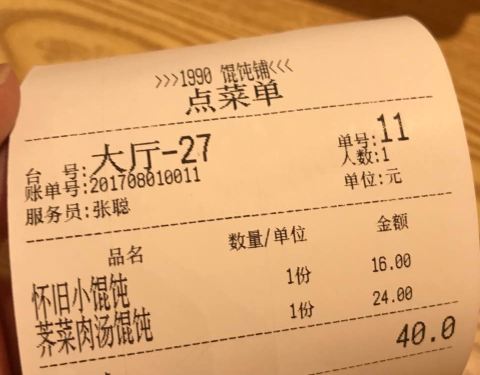 >>>1990 馄饨铺<<<
点菜单
台 号:大厅-27 单号:11
账单号:201708010011 人数:1
服务员:张聪 单位:元
品名 数量/单位 金额
怀旧小馄饨 1份 16.00
荠菜肉汤馄饨 1份 24.00
40.0